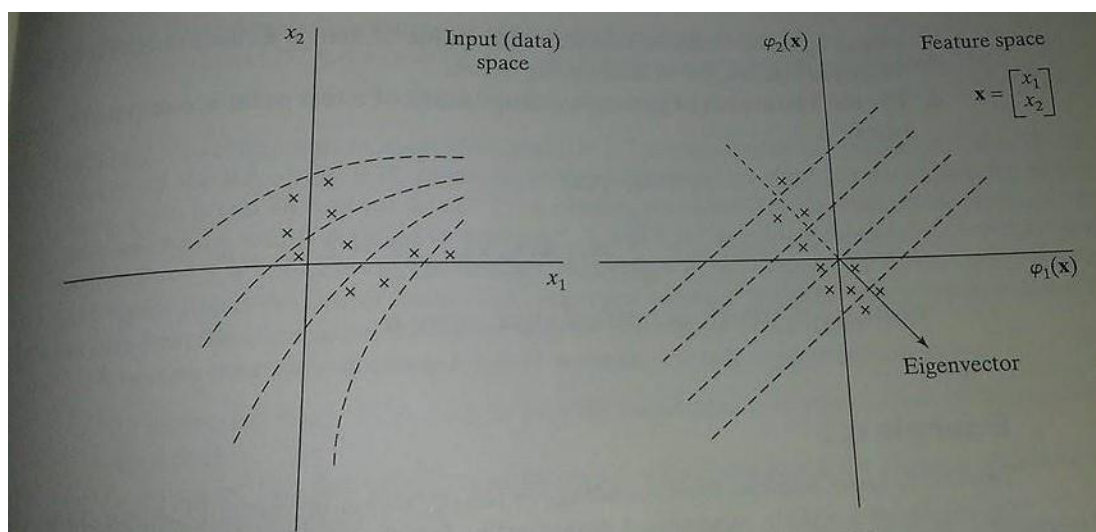 x₂
Input (data)
space
x₁
φ₂(x)
Feature space
x = [x₁
x₂]
φ₁(x)
Eigenvector